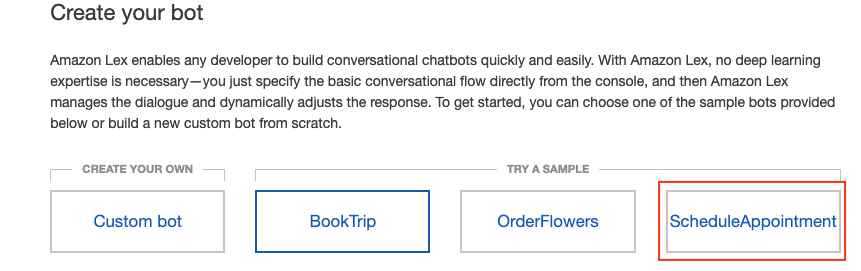 Create your bot
Amazon Lex enables any developer to build conversational chatbots quickly and easily. With Amazon Lex, no deep learning
expertise is necessary—you just specify the basic conversational flow directly from the console, and then Amazon Lex
manages the dialogue and dynamically adjusts the response. To get started, you can choose one of the sample bots provided
below or build a new custom bot from scratch.
CREATE YOUR OWN TRY A SAMPLE
Custom bot BookTrip OrderFlowers ScheduleAppointment